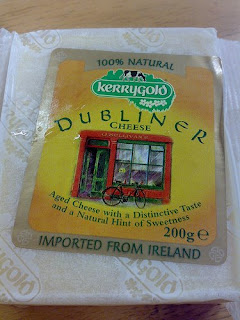 100% NATURAL
Kerrygold
DUBLINER
CHEESE
Aged Cheese with a Distinctive Taste
and a Natural Hint of Sweetness
200g e
IMPORTED FROM IRELAND
Kerrygold